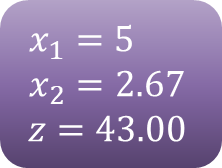 x₁ = 5
x₂ = 2.67
z = 43.00